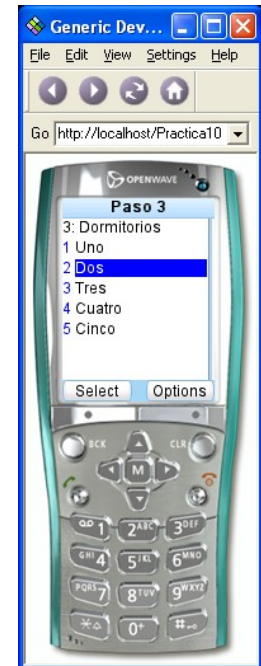 Generic Dev...
File Edit View Settings Help
Go http://localhost/Practica10
OPENWAVE
Paso 3
3: Dormitorios
1 Uno
2 Dos
3 Tres
4 Cuatro
5 Cinco
Select Options
BCK CLR
M
1 2ABC 3DEF
GHI4 5JKL 6MNO
PQRS7 8TUV 9WXYZ
* 0+ #